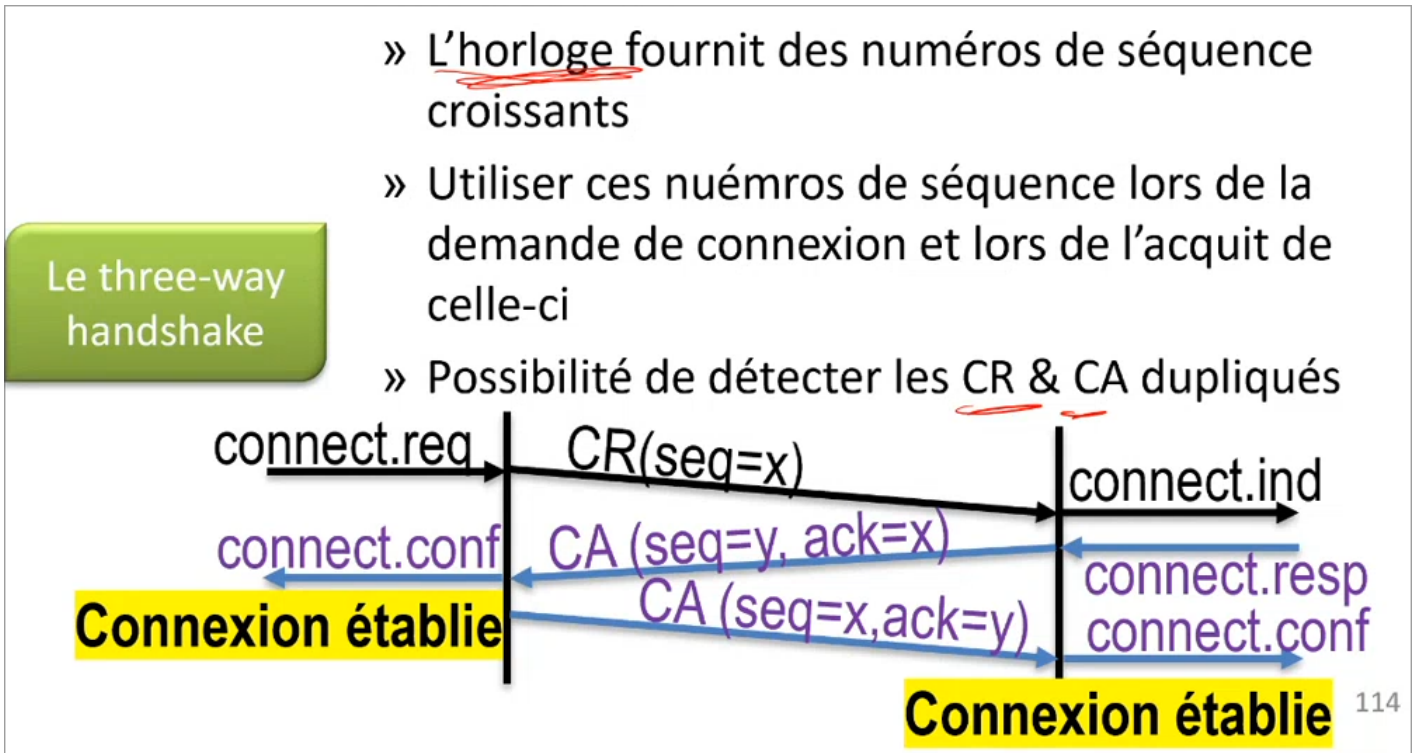 » L'horloge fournit des numéros de séquence
croissants
» Utiliser ces nuémros de séquence lors de la
demande de connexion et lors de l'acquit de
celle-ci
» Possibilité de détecter les CR & CA dupliqués
Le three-way
handshake
connect.req
CR(seq=x)
connect.ind
connect.conf
CA (seq=y, ack=x)
connect.resp
Connexion établie
CA (seq=x,ack=y)
connect.conf
Connexion établie
114